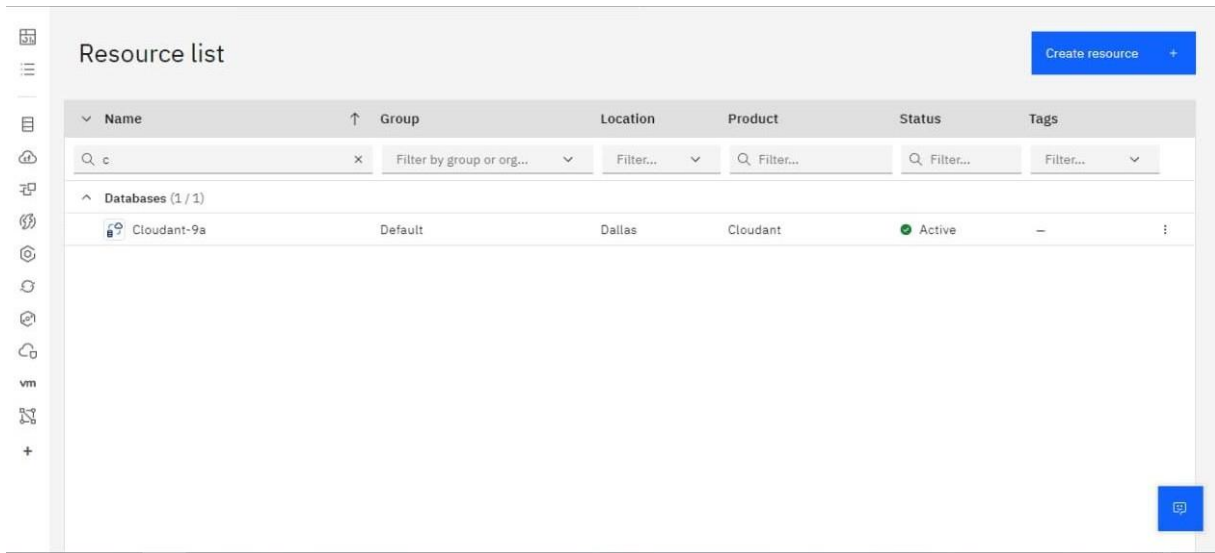 Resource list
Create resource +
Name Group Location Product Status Tags
c Filter by group or org... Filter... Filter... Filter... Filter...
Databases (1 / 1)
Cloudant-9a Default Dallas Cloudant Active –
vm
+